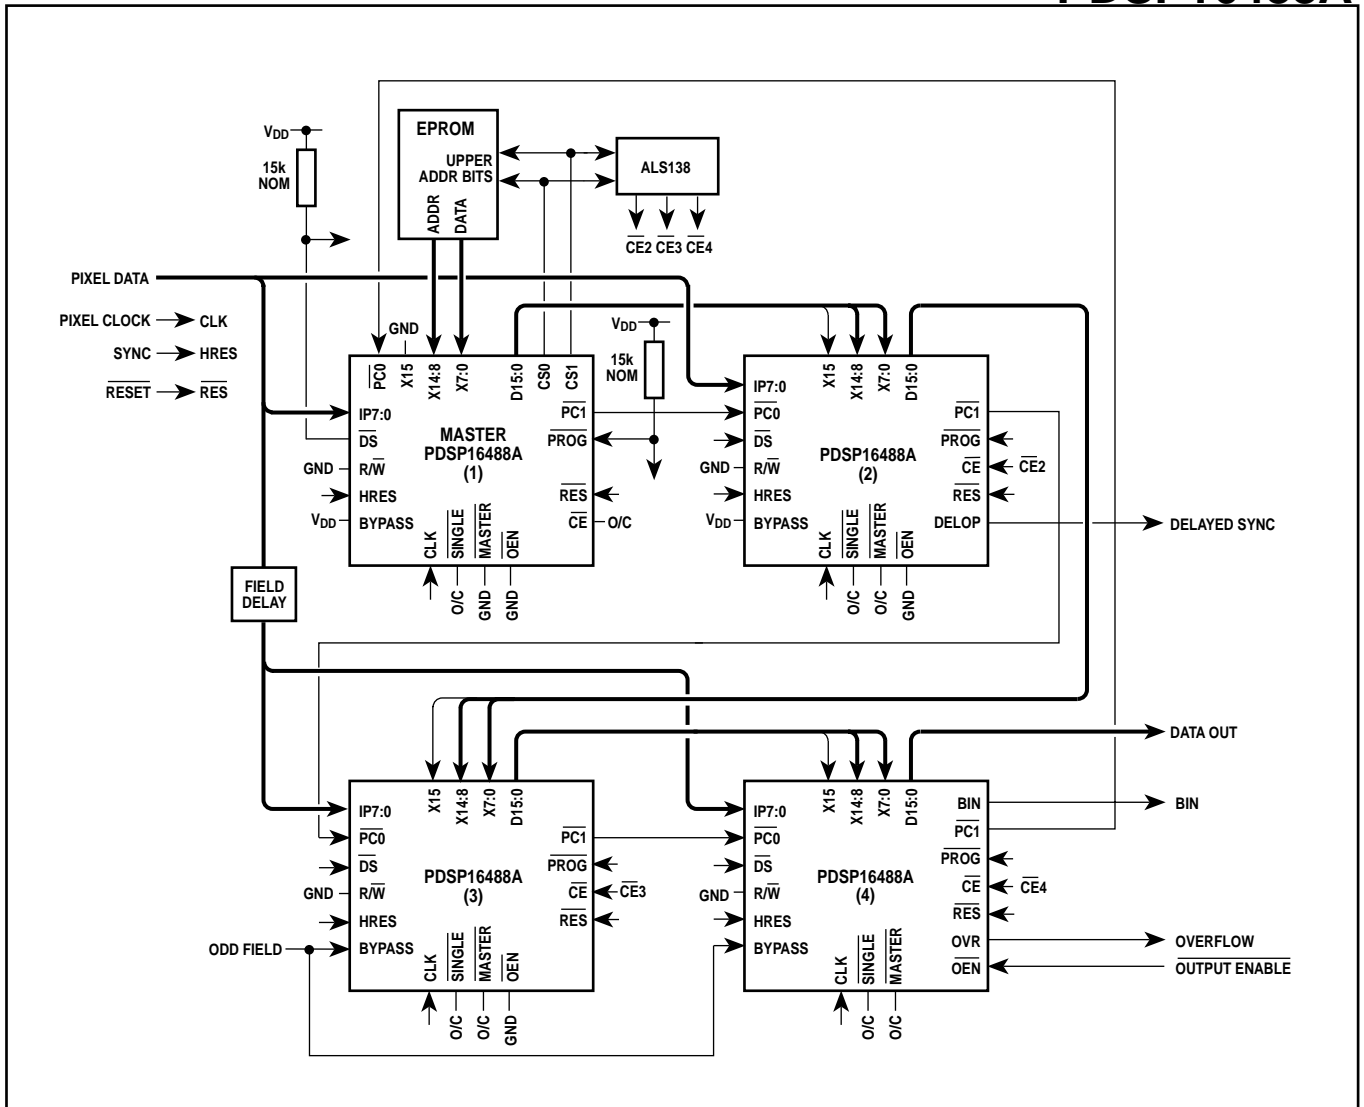 PDSP16488A
EPROM
UPPER
ADDR BITS
ADDR
DATA
ALS138
CE2 CE3 CE4
VDD
15k
NOM
PIXEL DATA
PIXEL CLOCK CLK
SYNC HRES
RESET RES
GND
VDD
15k
NOM
PC0
X15
X14:8
X7:0
D15:0
CS0
CS1
IP7:0
DS
GND R/W
HRES
VDD BYPASS
MASTER
PDSP16488A
(1)
PC1
PROG
RES
CE O/C
CLK
SINGLE
MASTER
OEN
O/C
GND
GND
X15
X14:8
X7:0
D15:0
IP7:0
PC0
DS
GND R/W
HRES
VDD BYPASS
PDSP16488A
(2)
PC1
PROG
CE CE2
RES
DELOP DELAYED SYNC
CLK
SINGLE
MASTER
OEN
O/C
O/C
GND
FIELD
DELAY
X15
X14:8
X7:0
D15:0
IP7:0
PC0
DS
GND R/W
HRES
ODD FIELD BYPASS
PDSP16488A
(3)
PC1
PROG
CE CE3
RES
CLK
SINGLE
MASTER
OEN
O/C
O/C
GND
X15
X14:8
X7:0
D15:0
DATA OUT
IP7:0
PC0
DS
GND R/W
HRES
BYPASS
PDSP16488A
(4)
BIN BIN
PC1
PROG
CE CE4
RES
OVR OVERFLOW
OEN OUTPUT ENABLE
CLK
SINGLE
MASTER
O/C
O/C